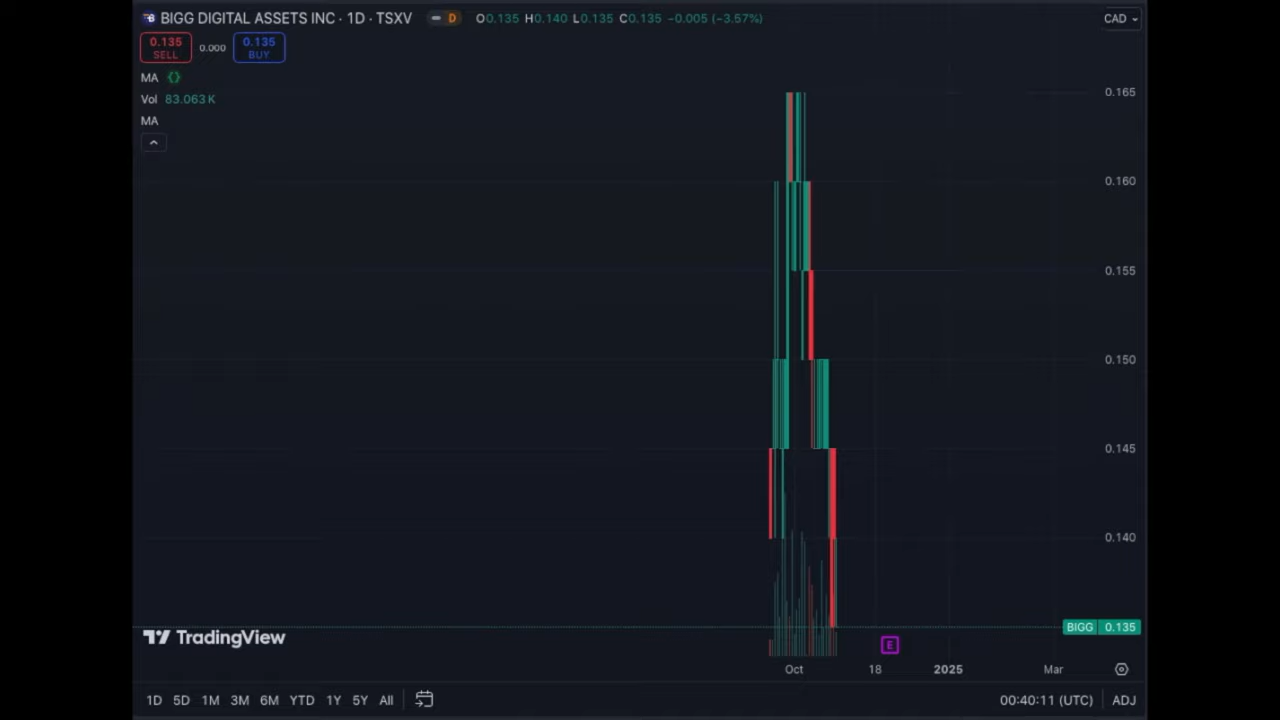 BIGG DIGITAL ASSETS INC · 1D · TSXV D O0.135 H0.140 L0.135 C0.135 −0.005 (−3.57%) CAD
0.135 SELL 0.000 0.135 BUY
MA
Vol 83.063 K
MA
0.165
0.160
0.155
0.150
0.145
0.140
BIGG 0.135
TradingView
E
Oct 18 2025 Mar
1D 5D 1M 3M 6M YTD 1Y 5Y All 00:40:11 (UTC) ADJ